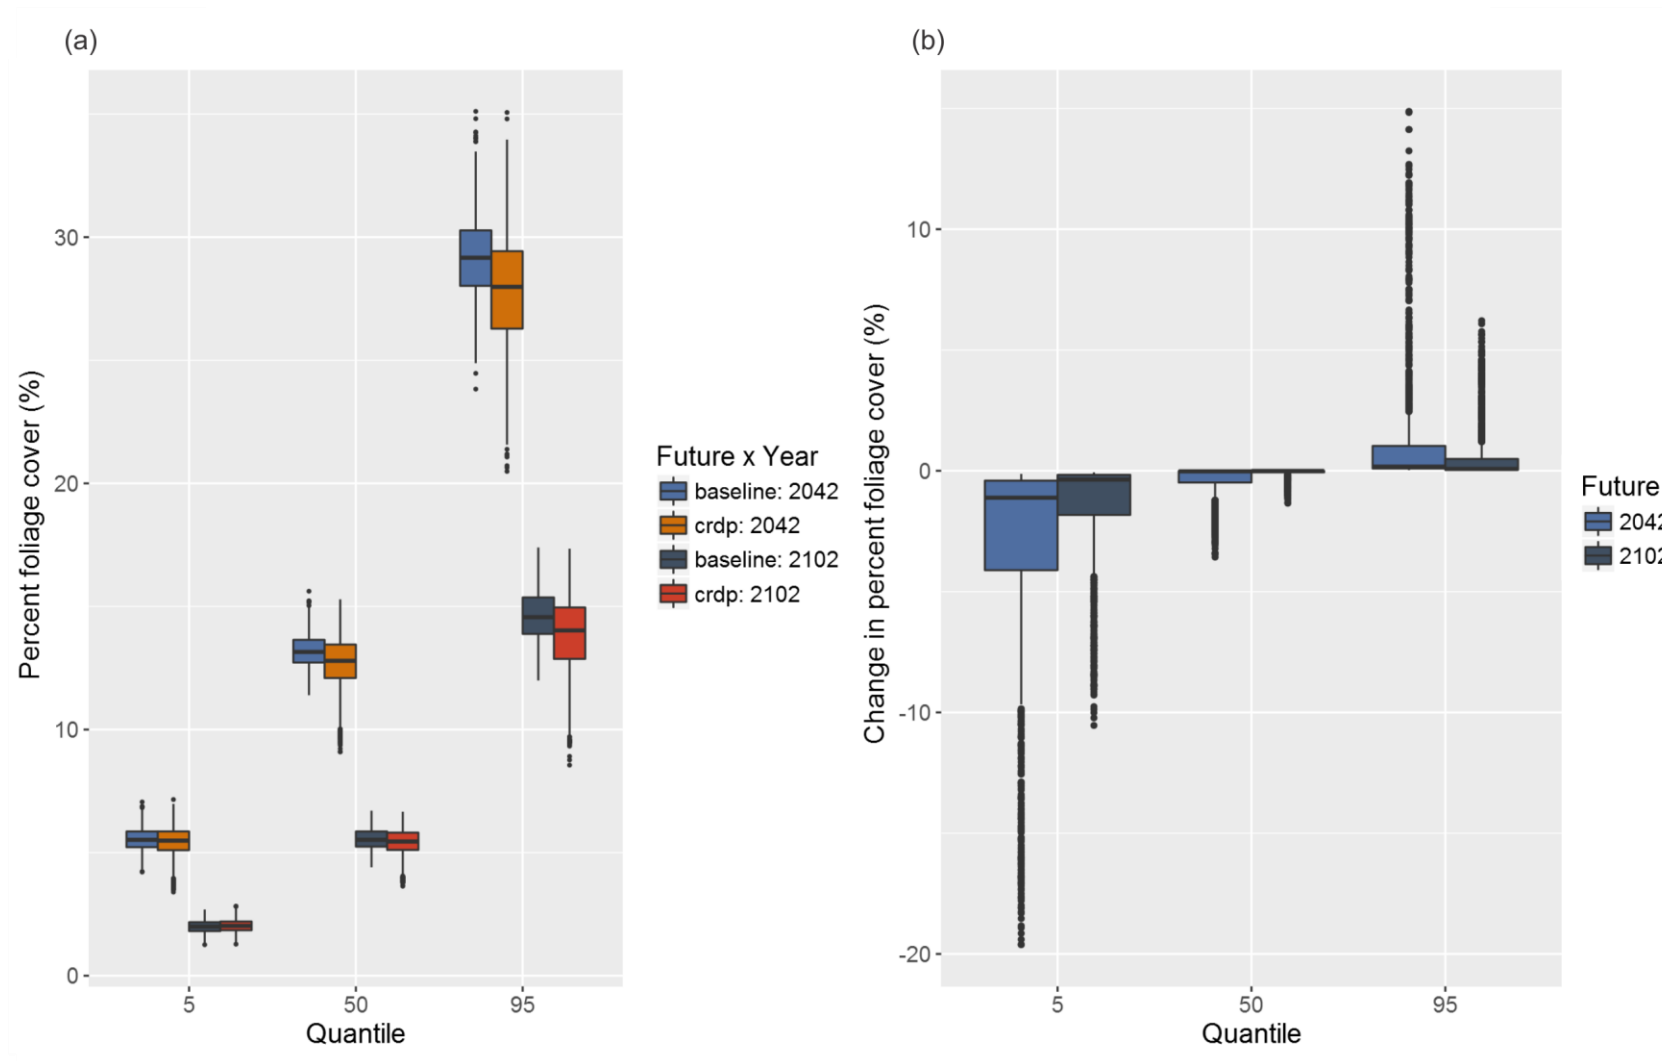 (a)
Percent foliage cover (%)
30
20
10
0
5 50 95
Quantile
Future x Year
baseline: 2042
crdp: 2042
baseline: 2102
crdp: 2102
(b)
Change in percent foliage cover (%)
10
0
-10
-20
5 50 95
Quantile
Future